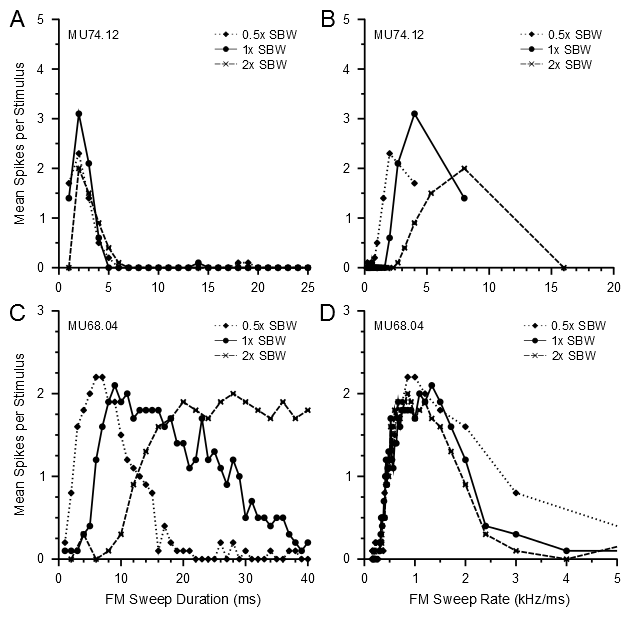 A
MU74.12
0.5x SBW
1x SBW
2x SBW
Mean Spikes per Stimulus
5
4
3
2
1
0
0 5 10 15 20 25
B
MU74.12
0.5x SBW
1x SBW
2x SBW
5
4
3
2
1
0
0 5 10 15 20
C
MU68.04
0.5x SBW
1x SBW
2x SBW
Mean Spikes per Stimulus
3
2
1
0
0 10 20 30 40
FM Sweep Duration (ms)
D
MU68.04
0.5x SBW
1x SBW
2x SBW
3
2
1
0
0 1 2 3 4 5
FM Sweep Rate (kHz/ms)